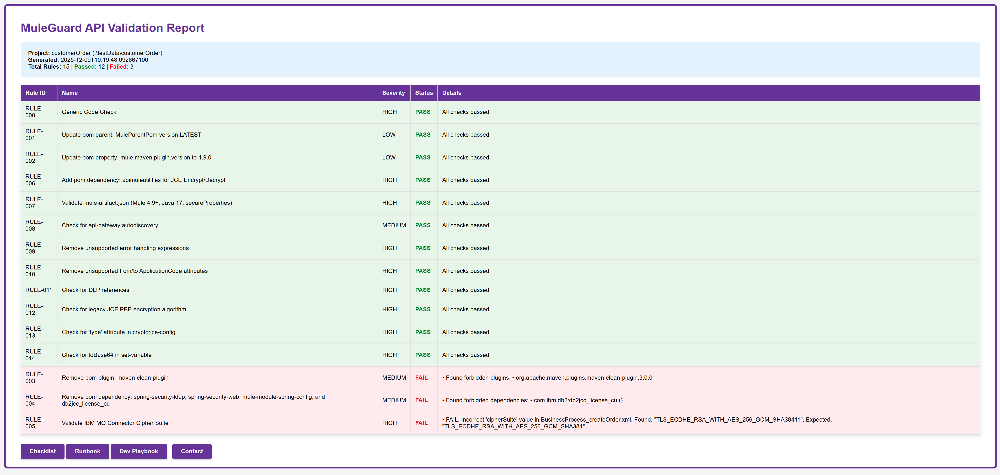 MuleGuard API Validation Report
Project: customerOrder (.\testData\customerOrder)
Generated: 2025-12-09T10:19:48.092667100
Total Rules: 15 | Passed: 12 | Failed: 3
Rule ID Name Severity Status Details
RULE-
000 Generic Code Check HIGH PASS All checks passed
RULE-
001 Update pom parent: MuleParentPom version:LATEST LOW PASS All checks passed
RULE-
002 Update pom property: mule.maven.plugin.version to 4.9.0 LOW PASS All checks passed
RULE-
006 Add pom dependency: apimuleutilities for JCE Encrypt/Decrypt HIGH PASS All checks passed
RULE-
007 Validate mule-artifact.json (Mule 4.9+, Java 17, secureProperties) HIGH PASS All checks passed
RULE-
008 Check for api-gateway:autodiscovery MEDIUM PASS All checks passed
RULE-
009 Remove unsupported error handling expressions HIGH PASS All checks passed
RULE-
010 Remove unsupported from/to ApplicationCode attributes HIGH PASS All checks passed
RULE-011 Check for DLP references HIGH PASS All checks passed
RULE-
012 Check for legacy JCE PBE encryption algorithm HIGH PASS All checks passed
RULE-
013 Check for 'type' attribute in crypto:jce-config HIGH PASS All checks passed
RULE-
014 Check for toBase64 in set-variable HIGH PASS All checks passed
RULE-
003 Remove pom plugin: maven-clean-plugin MEDIUM FAIL • Found forbidden plugins: • org.apache.maven.plugins:maven-clean-plugin:3.0.0
RULE-
004 Remove pom dependency: spring-security-ldap, spring-security-web, mule-module-spring-config, and
db2jcc_license_cu MEDIUM FAIL • Found forbidden dependencies: • com.ibm.db2:db2jcc_license_cu ()
RULE-
005 Validate IBM MQ Connector Cipher Suite HIGH FAIL • FAIL: Incorrect 'cipherSuite' value in BusinessProcess_createOrder.xml. Found: "TLS_ECDHE_RSA_WITH_AES_256_GCM_SHA38411", Expected:
"TLS_ECDHE_RSA_WITH_AES_256_GCM_SHA384".
Checklist Runbook Dev Playbook Contact